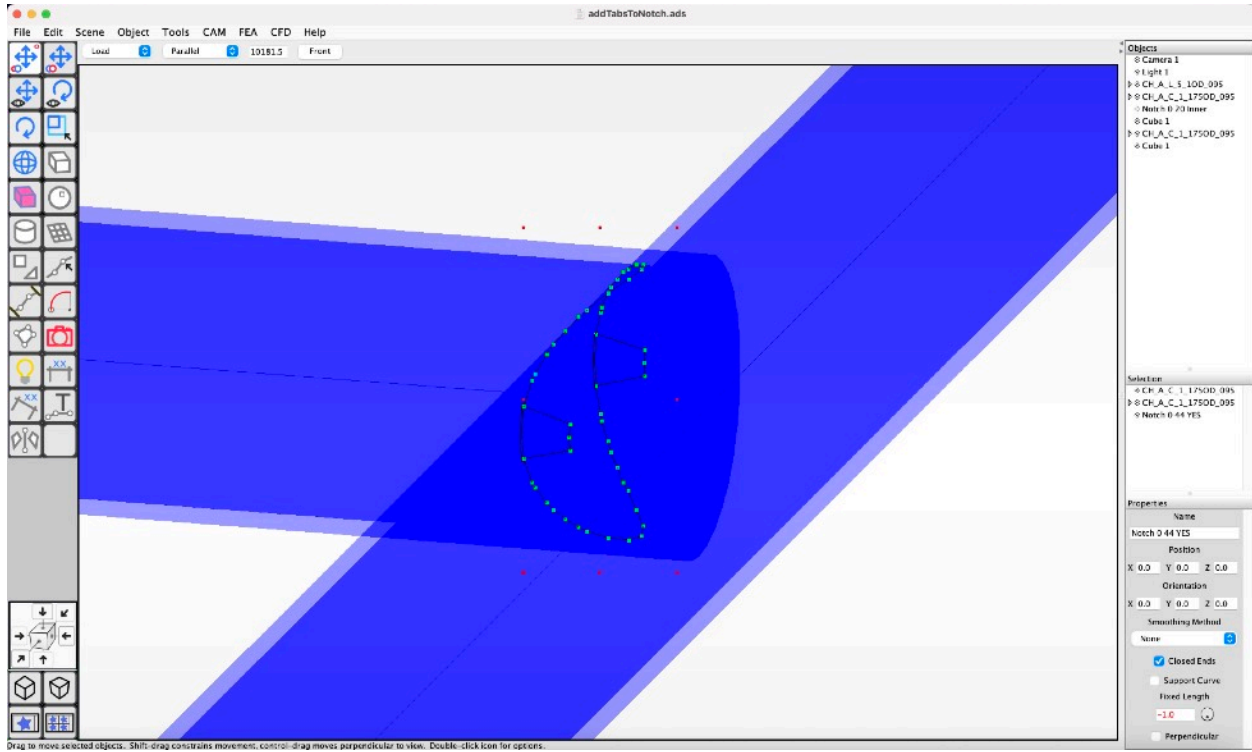 addTabsToNotch.ads
File Edit Scene Object Tools CAM FEA CFD Help
Load Parallel 10181.5 Front
Objects
Camera 1
Light 1
CH_A_L_5_1OD_095
CH_A_C_1_175OD_095
Notch 0 20 Inner
Cube 1
CH_A_C_1_175OD_095
Cube 1
Selection
CH_A_C_1_175OD_095
CH_A_C_1_175OD_095
Notch 0 44 YES
Properties
Name
Notch 0 44 YES
Position
X 0.0 Y 0.0 Z 0.0
Orientation
X 0.0 Y 0.0 Z 0.0
Smoothing Method
None
Closed Ends
Support Curve
Fixed Length
-1.0
Perpendicular
C
XX
XX
T
Drag to move selected objects. Shift-drag constrains movement, control-drag moves perpendicular to view. Double-click icon for options.